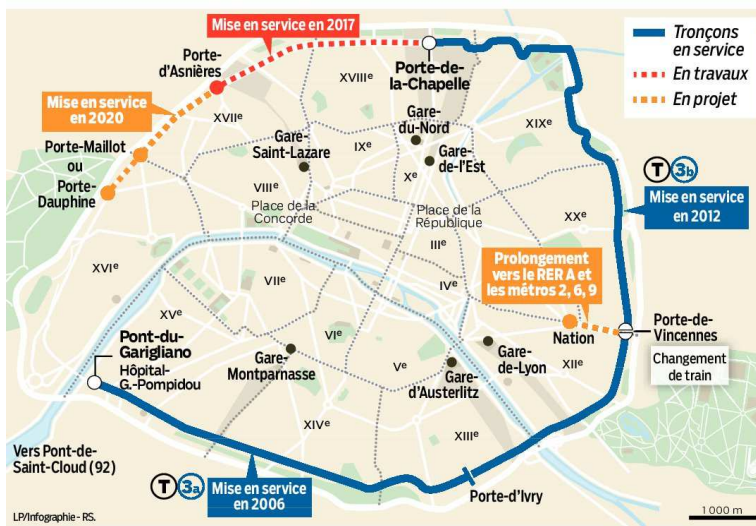 Mise en service en 2017
Tronçons
en service
En travaux
En projet
Porte-
d'Asnières
Porte-de-
la-Chapelle
XVIIIe
Mise en service
en 2020
XVIIe
Gare-
du-Nord
XIXe
Porte-Maillot
ou
Porte-
Dauphine
Gare-
Saint-Lazare
IXe
Gare-
de-l'Est
Xe
T 3b
Mise en service
en 2012
VIIIe
Place de la
Concorde
Place de la
République
XXe
IIIe
XVIe
Prolongement
vers le RER A et
les métros 2, 6, 9
VIIe
IVe
XVe
Pont-du-
Garigliano
Hôpital-
G.-Pompidou
VIe
Nation
Porte-de-
Vincennes
Changement
de train
Gare-
Montparnasse
Ve
Gare-
de-Lyon
XIIe
Gare-
d'Austerlitz
XIVe
XIIIe
Vers Pont-de-
Saint-Cloud (92)
T 3a
Mise en service
en 2006
Porte-d'Ivry
LP/Infographie - RS.
1 000 m